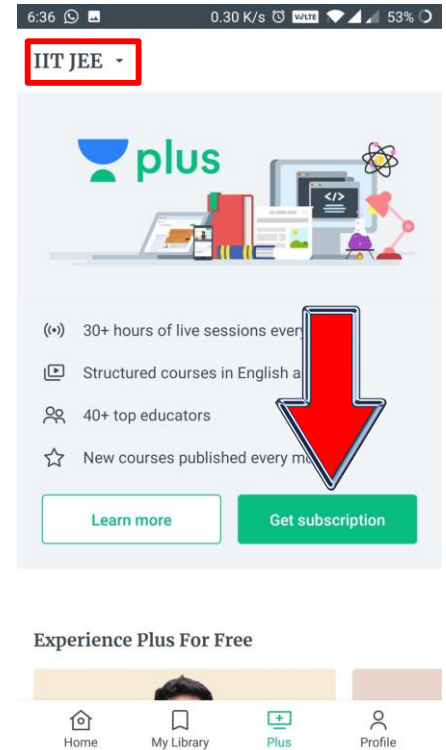 6:36 0.30 K/s VoLTE 53%
IIT JEE
plus
</>
30+ hours of live sessions every
Structured courses in English a
40+ top educators
New courses published every mo
Learn more Get subscription
Experience Plus For Free
Home My Library Plus Profile